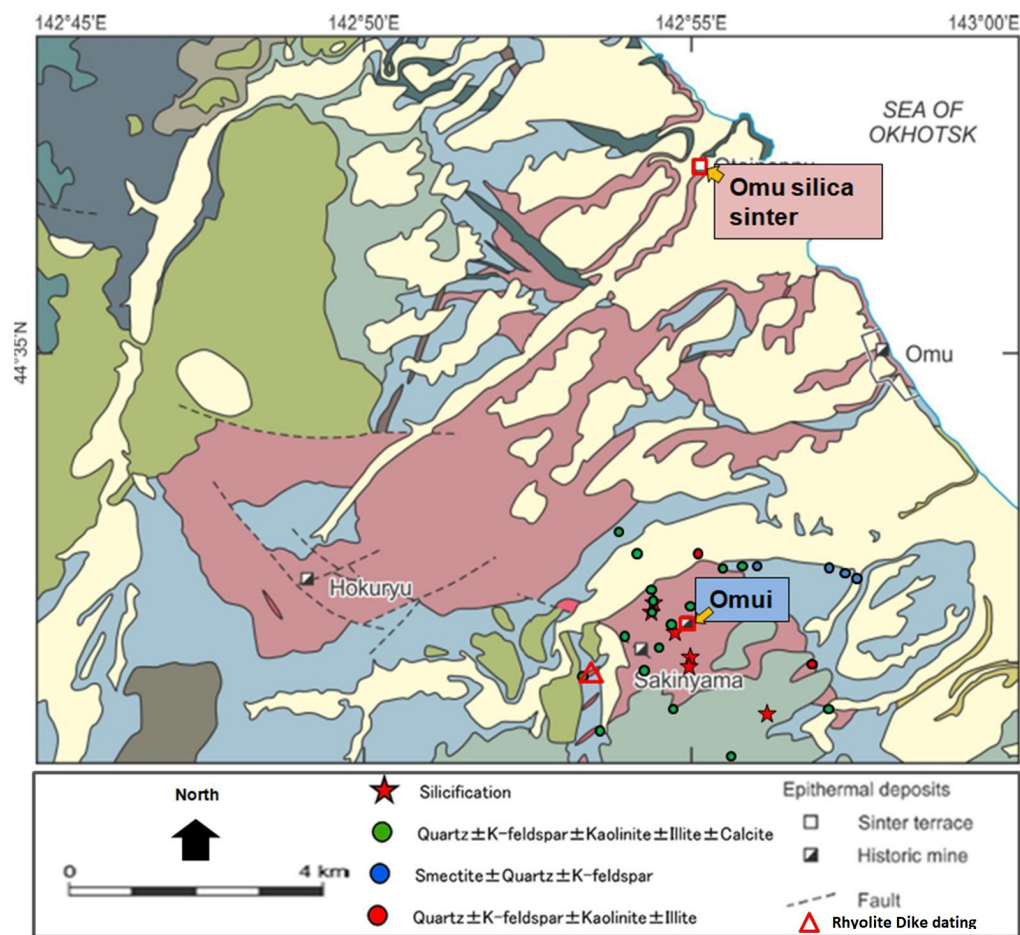 142°45'E 142°50'E 142°55'E 143°00'E
SEA OF
OKHOTSK
Omu silica
sinter
44°35'N
Omu
Hokuryu
Omui
Sakinyama
North
0 4 km
Silicification
Quartz±K-feldspar±Kaolinite±Illite±Calcite
Smectite±Quartz±K-feldspar
Quartz±K-feldspar±Kaolinite±Illite
Epithermal deposits
Sinter terrace
Historic mine
Fault
Rhyolite Dike dating